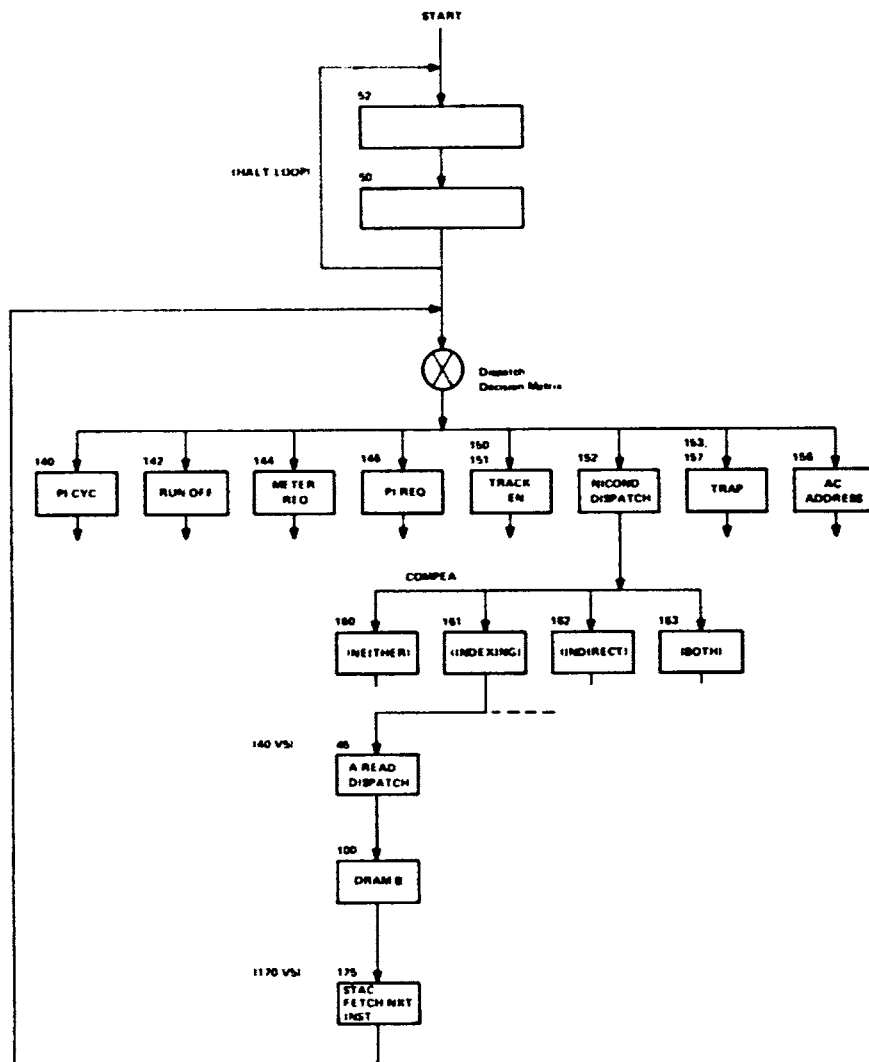 START
52
(HALT LOOP)
50
Dispatch
Decision Matrix
140
142
144
146
150
151
152
153,
157
156
PI CYC
RUN OFF
METER
REQ
PI REQ
TRACK
EN
NICOND
DISPATCH
TRAP
AC
ADDRESS
COMPEA
160
161
162
163
(NEITHER)
(INDEXING)
(INDIRECT)
(BOTH)
(40 VS)
46
A READ
DISPATCH
100
DRAM B
(170 VS)
175
STAC
FETCH NXT
INST